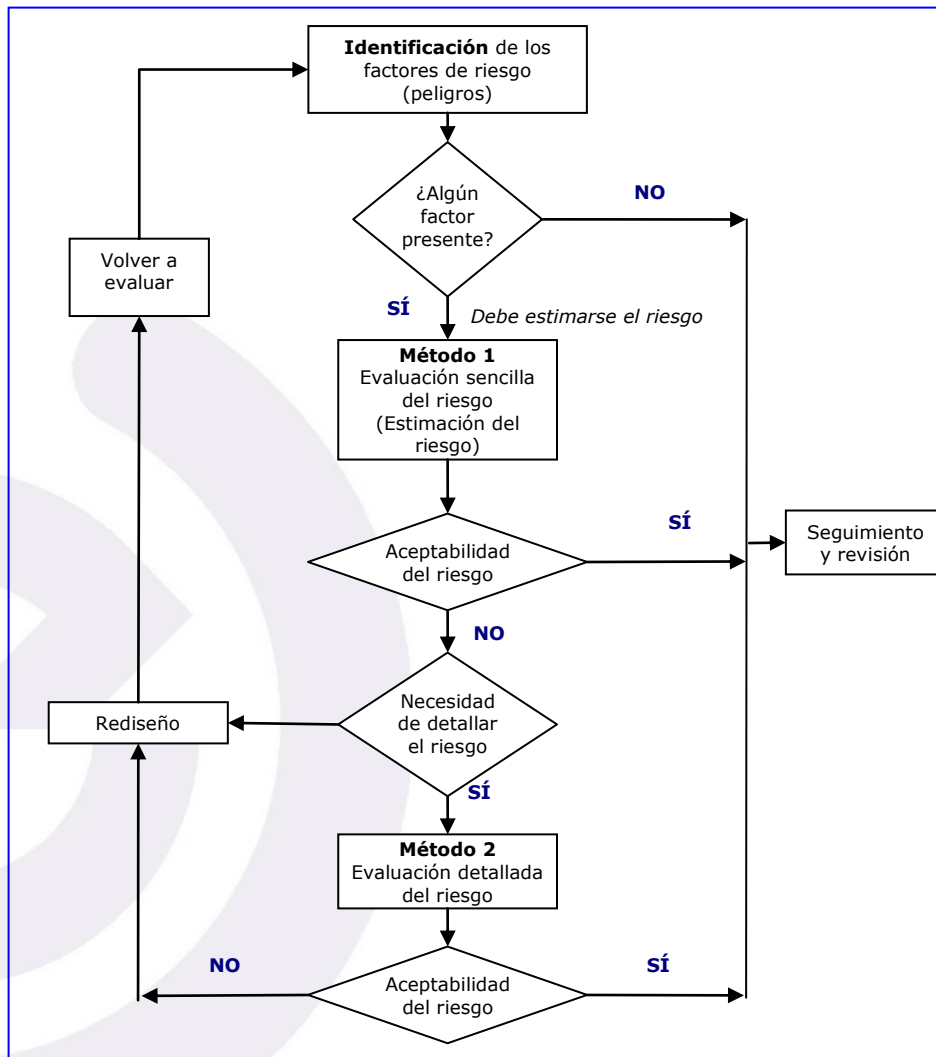 Identificación de los
factores de riesgo
(peligros)
¿Algún
factor
presente?
NO
Volver a
evaluar
SÍ
Debe estimarse el riesgo
Método 1
Evaluación sencilla
del riesgo
(Estimación del
riesgo)
Aceptabilidad
del riesgo
SÍ
Seguimiento
y revisión
NO
Necesidad
de detallar
el riesgo
Rediseño
SÍ
Método 2
Evaluación detallada
del riesgo
NO
Aceptabilidad
del riesgo
SÍ